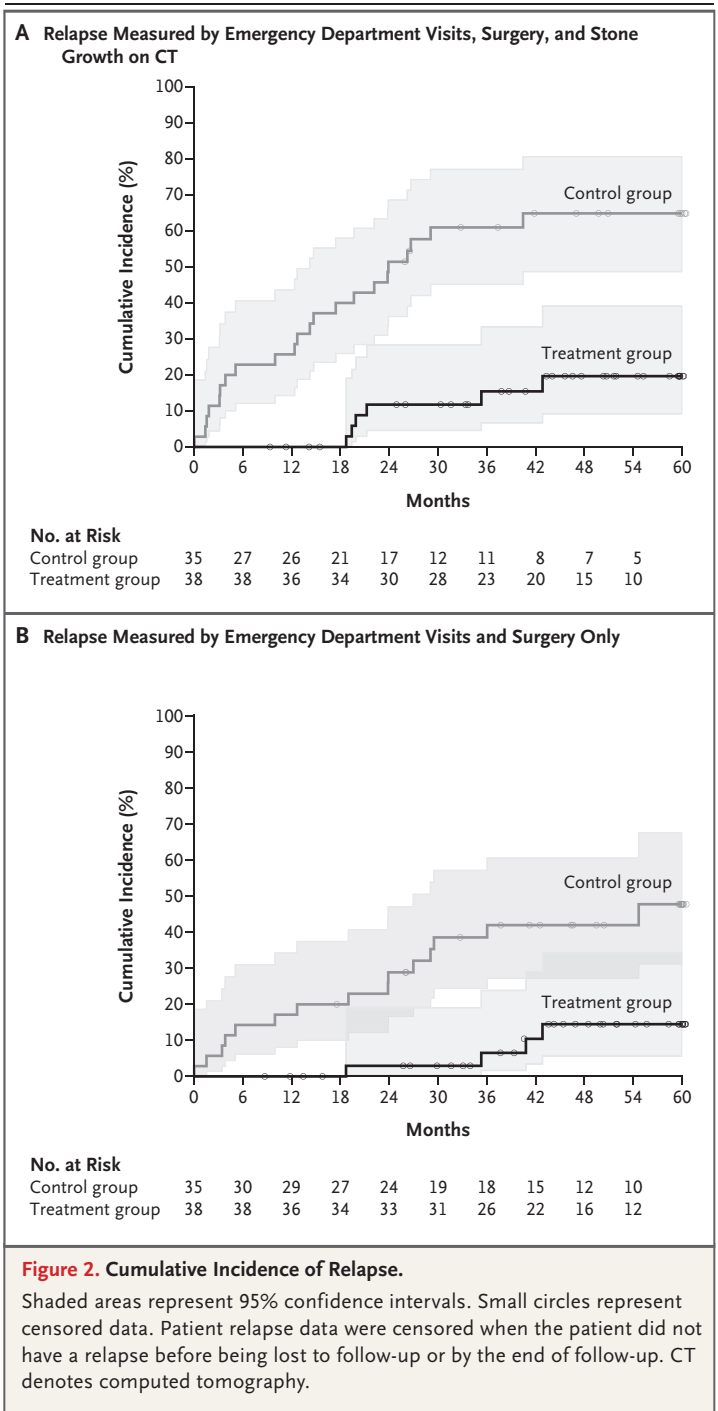 A Relapse Measured by Emergency Department Visits, Surgery, and Stone
Growth on CT
100
90
80
70
60
50
40
30
20
10
0
Cumulative Incidence (%)
Control group
Treatment group
0 6 12 18 24 30 36 42 48 54 60
Months
No. at Risk
Control group 35 27 26 21 17 12 11 8 7 5
Treatment group 38 38 36 34 30 28 23 20 15 10
B Relapse Measured by Emergency Department Visits and Surgery Only
100
90
80
70
60
50
40
30
20
10
0
Cumulative Incidence (%)
Control group
Treatment group
0 6 12 18 24 30 36 42 48 54 60
Months
No. at Risk
Control group 35 30 29 27 24 19 18 15 12 10
Treatment group 38 38 36 34 33 31 26 22 16 12
Figure 2. Cumulative Incidence of Relapse.
Shaded areas represent 95% confidence intervals. Small circles represent
censored data. Patient relapse data were censored when the patient did not
have a relapse before being lost to follow-up or by the end of follow-up. CT
denotes computed tomography.